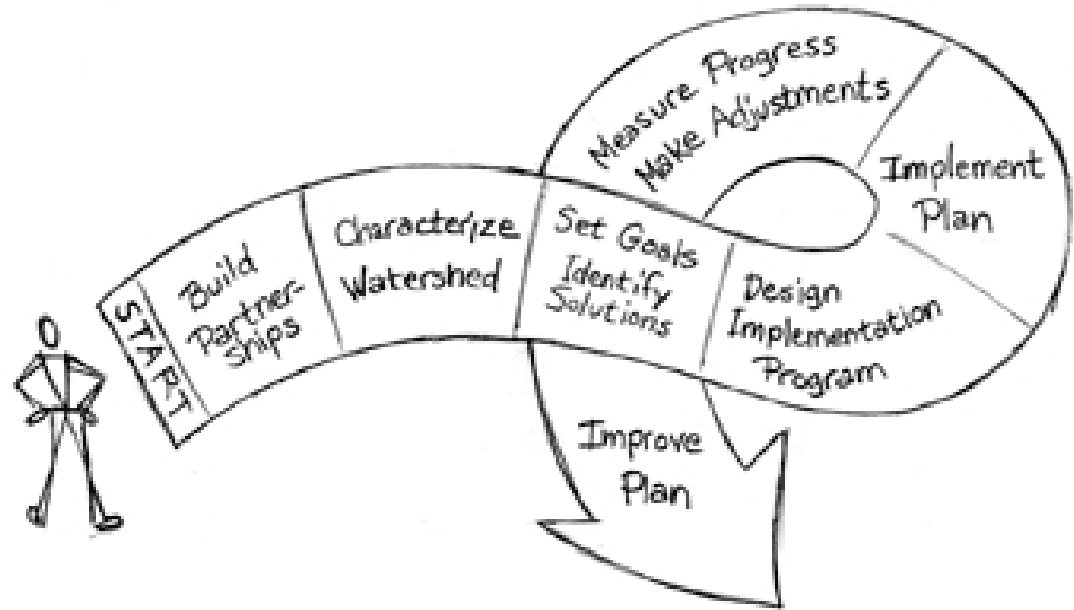 START
Build
Partner-
ships
Characterize
Watershed
Set Goals
Identify
Solutions
Design
Implementation
Program
Implement
Plan
Measure Progress
Make Adjustments
Improve
Plan